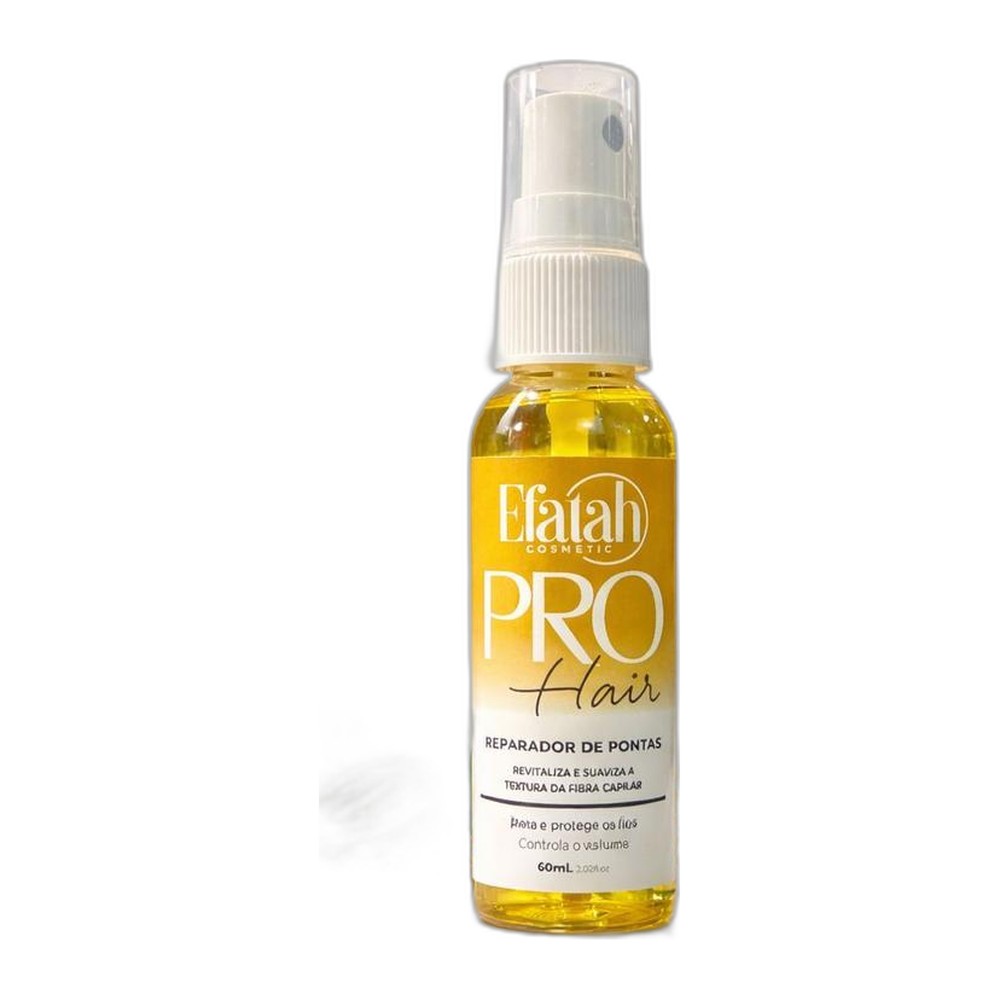 Efatah
COSMETIC
PRO
Hair
REPARADOR DE PONTAS
REVITALIZA E SUAVIZA A
TEXTURA DA FIBRA CAPILAR
e protege os fios
Controla o volume
60mL